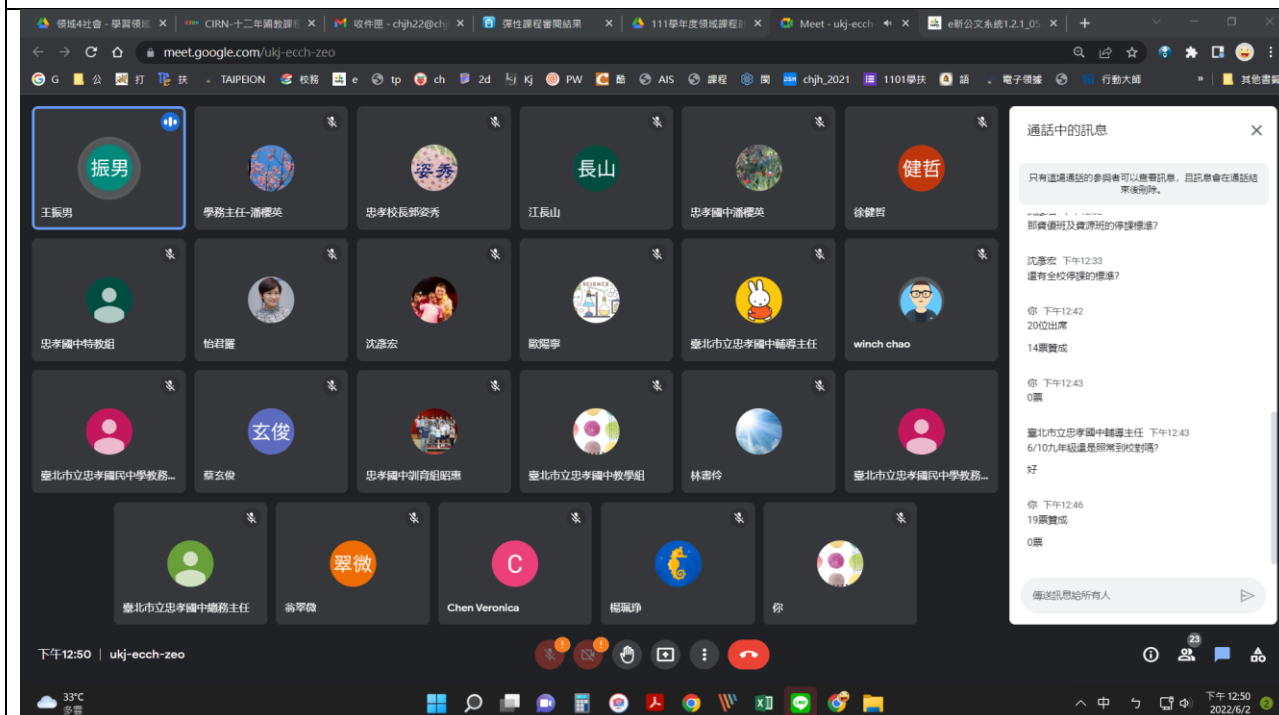 領域4社會 - 學習領域
CIRN-十二年國教課程
收件匣 - chjh22@chj
彈性課程審閱結果
111學年度領域課程計
Meet - ukj-ecch-
e新公文系統1.2.1_05
meet.google.com/ukj-ecch-zeo
G 公 打 扶 TAIPEION 校務 e tp ch 2d kj PW 酷 AIS 課程 閱 chjh_2021 1101學扶 語 電子領據 行動大師 » 其他書籤
振男
王振男
學務主任-潘櫻英
姿秀
忠孝校長郭姿秀
長山
江長山
忠孝國中潘櫻英
健哲
徐健哲
忠孝國中特教組
怡君羅
沈彥宏
SCIENCE
歐陽寧
臺北市立忠孝國中輔導主任
winch chao
臺北市立忠孝國民中學教務...
玄俊
蔡玄俊
忠孝國中訓育組昭惠
臺北市立忠孝國中教學組
林書伶
臺北市立忠孝國民中學教務...
臺北市立忠孝國中總務主任
翠微
翁翠微
C
Chen Veronica
楊珮琤
你
通話中的訊息
只有這場通話的參與者可以查看訊息，且訊息會在通話結
束後刪除。
那資優班及資源班的停課標準?
沈彥宏 下午12:33
還有全校停課的標準?
你 下午12:42
20位出席
14票贊成
你 下午12:43
0票
臺北市立忠孝國中輔導主任 下午12:43
6/10九年級還是照常到校對嗎?
好
你 下午12:46
19票贊成
0票
傳送訊息給所有人
下午12:50 | ukj-ecch-zeo
23
33°C
多雲
中
下午 12:50
2022/6/2
2